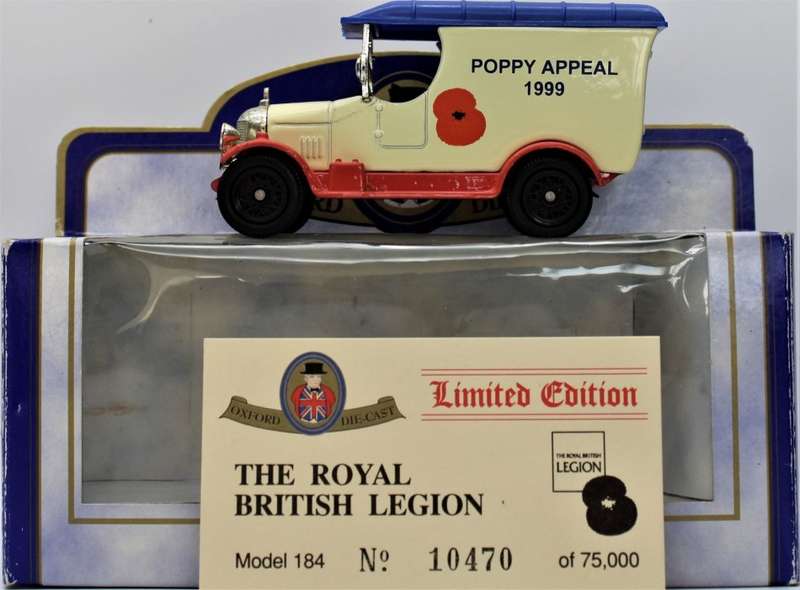 POPPY APPEAL
1999
OXFORD DIE-CAST
Limited Edition
THE ROYAL BRITISH
LEGION
THE ROYAL
BRITISH LEGION
Model 184 Nº 10470 of 75,000